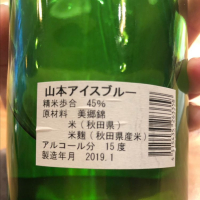 山本アイスブルー
精米歩合 45%
原材料 美郷錦
米(秋田県)
米麹(秋田県産米)
アルコール分 15度
製造年月 2019.1